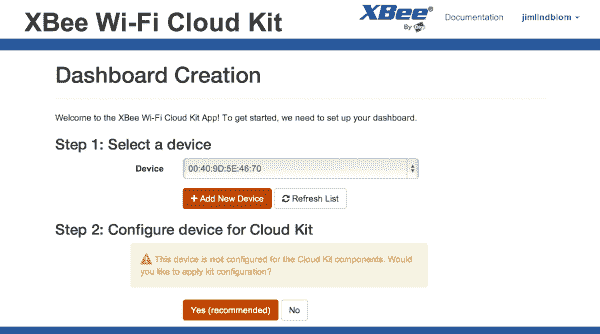 XBee Wi-Fi Cloud Kit
XBee®
By Digi
Documentation
jimlindblom
Dashboard Creation
Welcome to the XBee Wi-Fi Cloud Kit App! To get started, we need to set up your dashboard.
Step 1: Select a device
Device
00:40:9D:5E:46:70
Add New Device
Refresh List
Step 2: Configure device for Cloud Kit
This device is not configured for the Cloud Kit components. Would
you like to apply kit configuration?
Yes (recommended)
No